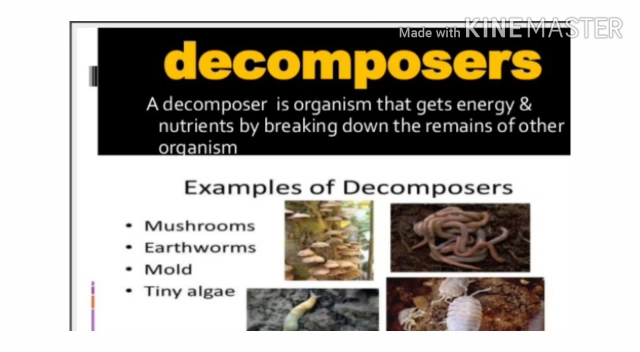 Made with KINEMASTER
decomposers
A decomposer is organism that gets energy &
nutrients by breaking down the remains of other
organism
Examples of Decomposers
• Mushrooms
• Earthworms
• Mold
• Tiny algae